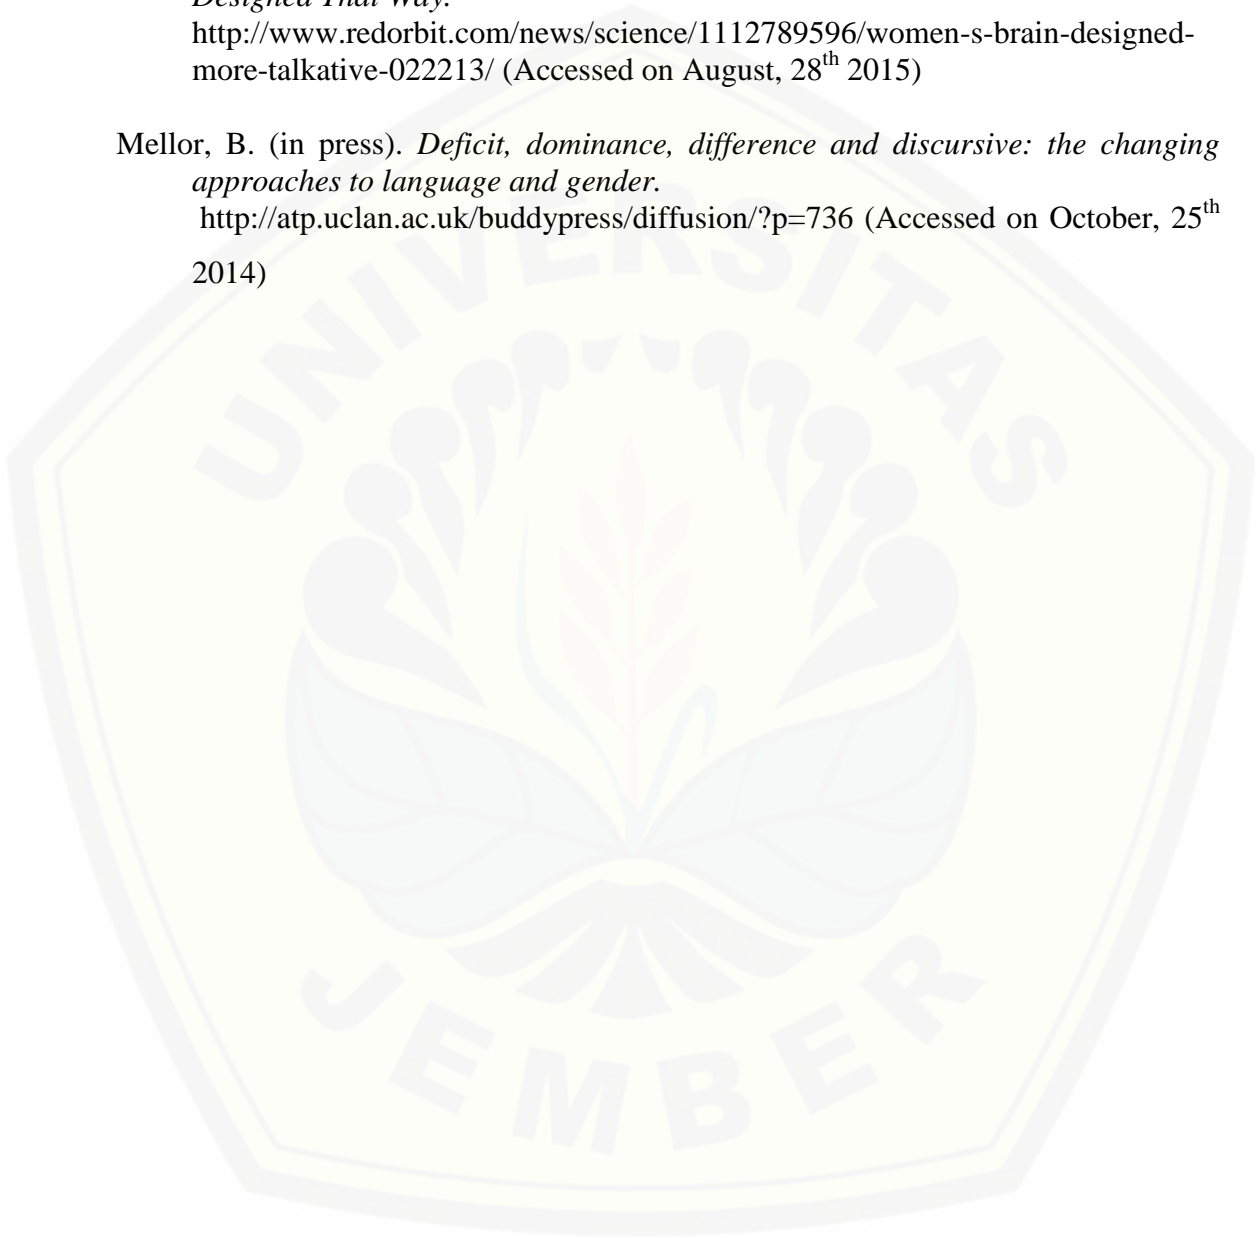 Designed That Way.
http://www.redorbit.com/news/science/1112789596/women-s-brain-designed-
more-talkative-022213/ (Accessed on August, 28th 2015)
Mellor, B. (in press). Deficit, dominance, difference and discursive: the changing
approaches to language and gender.
http://atp.uclan.ac.uk/buddypress/diffusion/?p=736 (Accessed on October, 25th
2014)
UNIVERSITAS
JEMBER